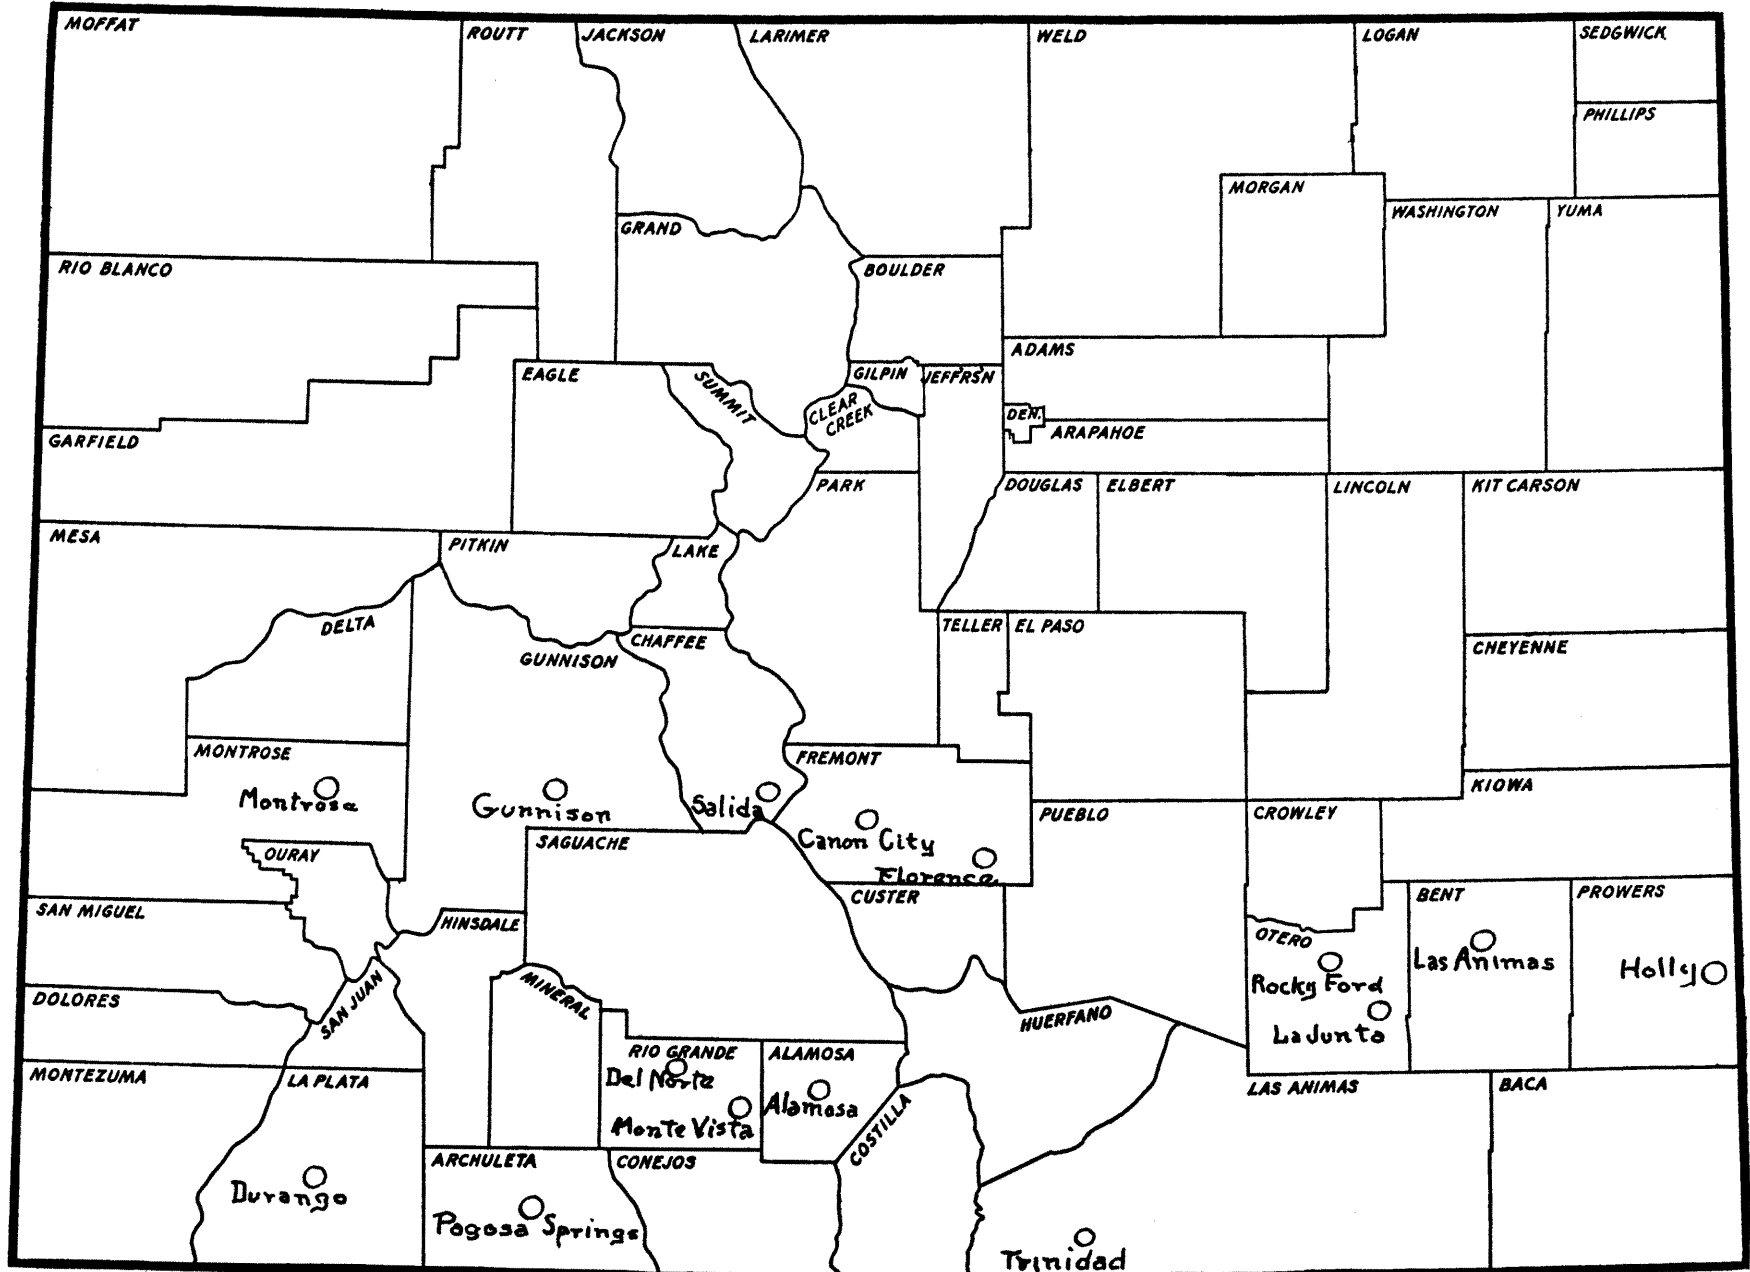 MOFFAT
ROUTT
JACKSON
LARIMER
WELD
LOGAN
SEDGWICK
PHILLIPS
MORGAN
WASHINGTON
YUMA
GRAND
RIO BLANCO
BOULDER
ADAMS
EAGLE
SUMMIT
GILPIN
JEFF'RS'N
CLEAR
CREEK
DEN.
ARAPAHOE
GARFIELD
PARK
DOUGLAS
ELBERT
LINCOLN
KIT CARSON
MESA
PITKIN
LAKE
DELTA
CHAFFEE
GUNNISON
TELLER
EL PASO
CHEYENNE
MONTROSE
FREMONT
KIOWA
Montrose
Gunnison
Salida
Canon City
Florence
PUEBLO
CROWLEY
SAGUACHE
OURAY
CUSTER
SAN MIGUEL
HINSDALE
BENT
PROWERS
OTERO
Las Animas
Holly
Rocky Ford
La Junta
DOLORES
SAN JUAN
MINERAL
HUERFANO
RIO GRANDE
ALAMOSA
Del Norte
Monte Vista
Alamosa
MONTEZUMA
LA PLATA
LAS ANIMAS
BACA
COSTILLA
ARCHULETA
CONEJOS
Durango
Pagosa Springs
Trinidad